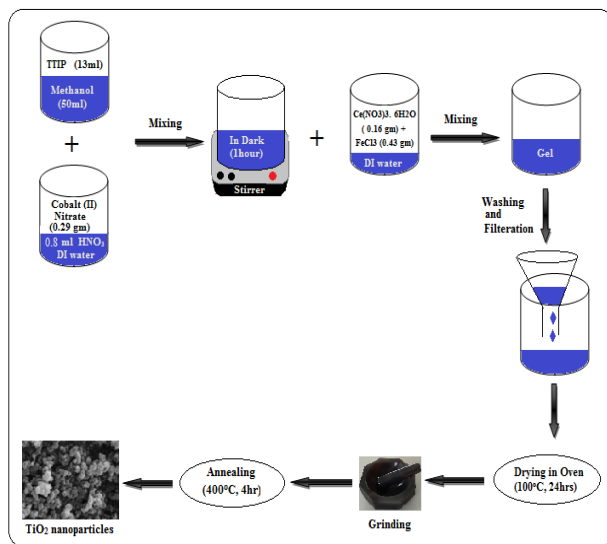 TTIP (13ml)
Methanol
(50ml)
+
Cobalt (II)
Nitrate
(0.29 gm)
0.8 ml HNO₃
DI water
Mixing
In Dark
(1hour)
Stirrer
+
Ce(NO3)3. 6H2O
( 0.16 gm) +
FeCl3 (0.43 gm)
DI water
Mixing
Gel
Washing
and
Filteration
Drying in Oven
(100°C, 24hrs)
Grinding
Annealing
(400°C, 4hr)
TiO₂ nanoparticles